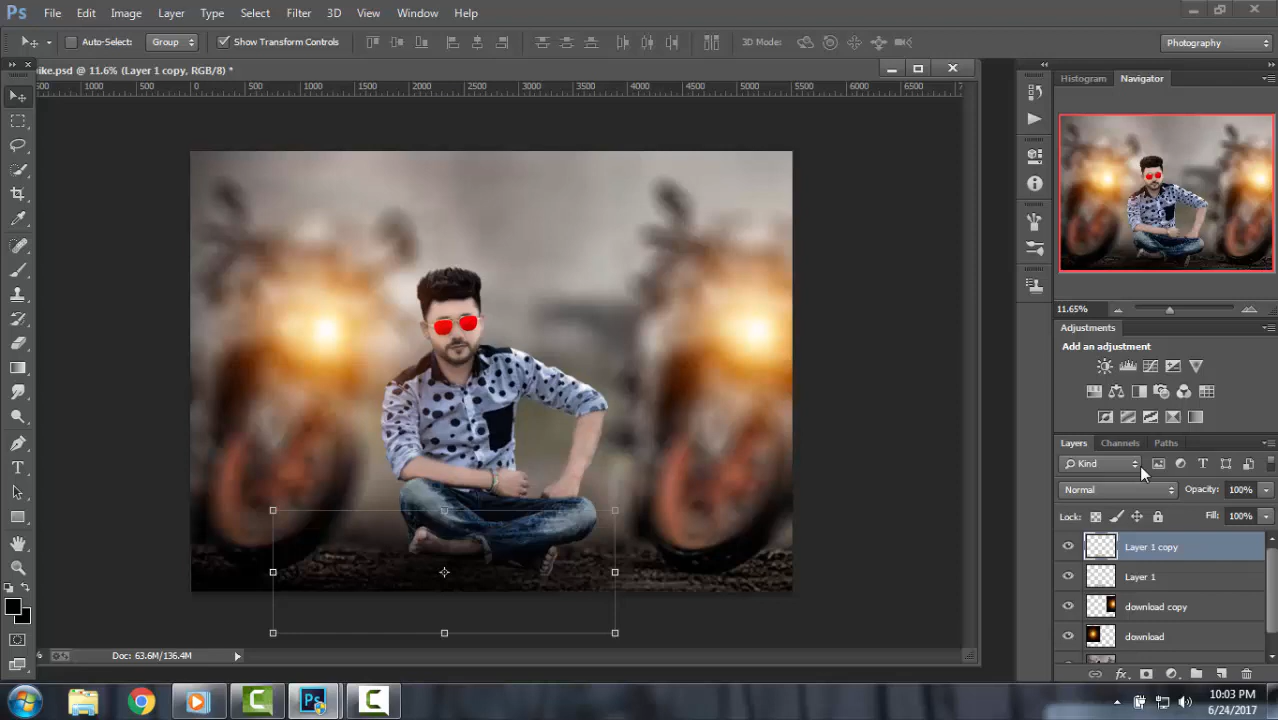 Ps File Edit Image Layer Type Select Filter 3D View Window Help
Auto-Select: Group Show Transform Controls 3D Mode: Photography
ike.psd @ 11.6% (Layer 1 copy, RGB/8) *
Histogram Navigator
1000 500 0 500 1000 1500 2000 2500 3000 3500 4000 4500 5000 5500 6000 6500
11.65%
Adjustments
Add an adjustment
Layers Channels Paths
Kind
Normal Opacity: 100%
Lock: Fill: 100%
Layer 1 copy
Layer 1
download copy
download
% Doc: 63.6M/136.4M
10:03 PM
6/24/2017